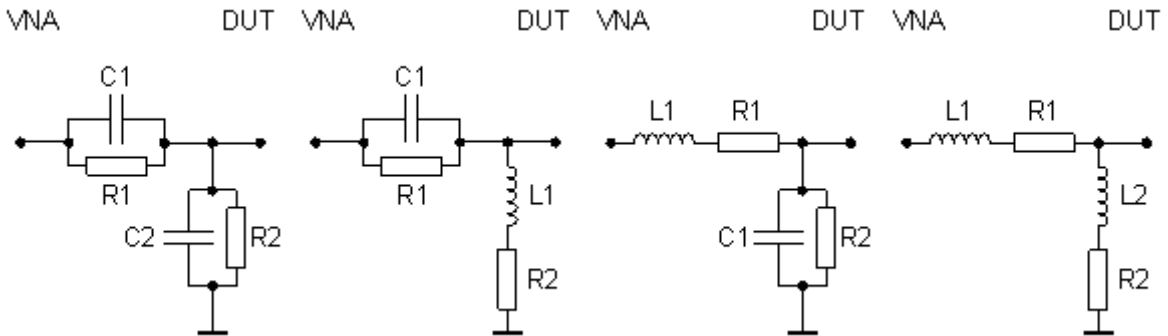 VNA DUT VNA DUT VNA DUT VNA DUT
C1 C1 L1 R1 L1 R1
R1 R1 L1 L2
C2 R2 C1 R2
R2 R2